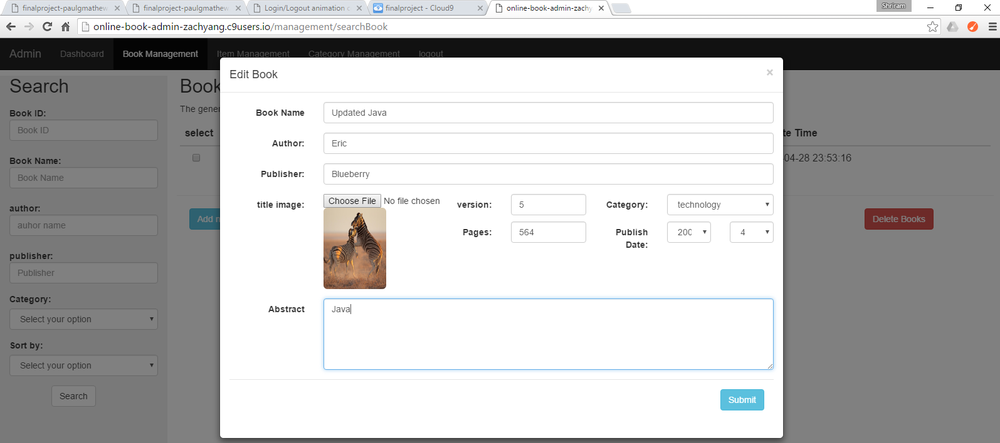 finalproject-paulgmathew
finalproject-paulgmathew
Login/Logout animation
finalproject - Cloud9
online-book-admin-zachy
Shriram
online-book-admin-zachyang.c9users.io/management/searchBook
Admin Dashboard Book Management Item Management Category Management logout
Edit Book ×
Search
Book
The gener
Book ID:
Book ID
select
te Time
04-28 23:53:16
Book Name:
Book Name
author:
auhor name
Add m
Delete Books
publisher:
Publisher
Category:
Select your option
Sort by:
Select your option
Search
Book Name Updated Java
Author: Eric
Publisher: Blueberry
title image: Choose File No file chosen version: 5 Category: technology
Pages: 564 Publish Date: 200 4
Abstract Java
Submit